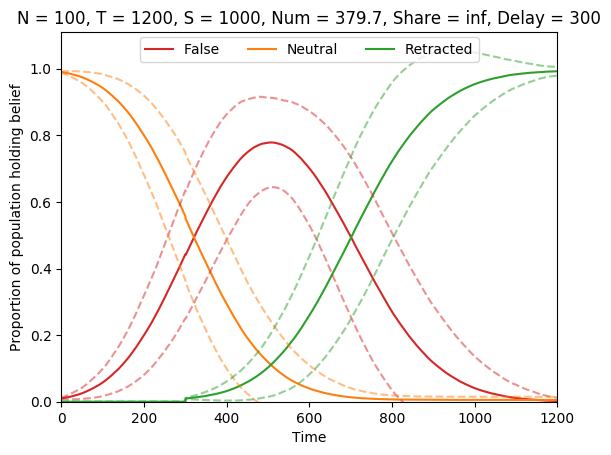 N = 100, T = 1200, S = 1000, Num = 379.7, Share = inf, Delay = 300
False Neutral Retracted
1.0
0.8
0.6
0.4
0.2
0.0
Proportion of population holding belief
0 200 400 600 800 1000 1200
Time